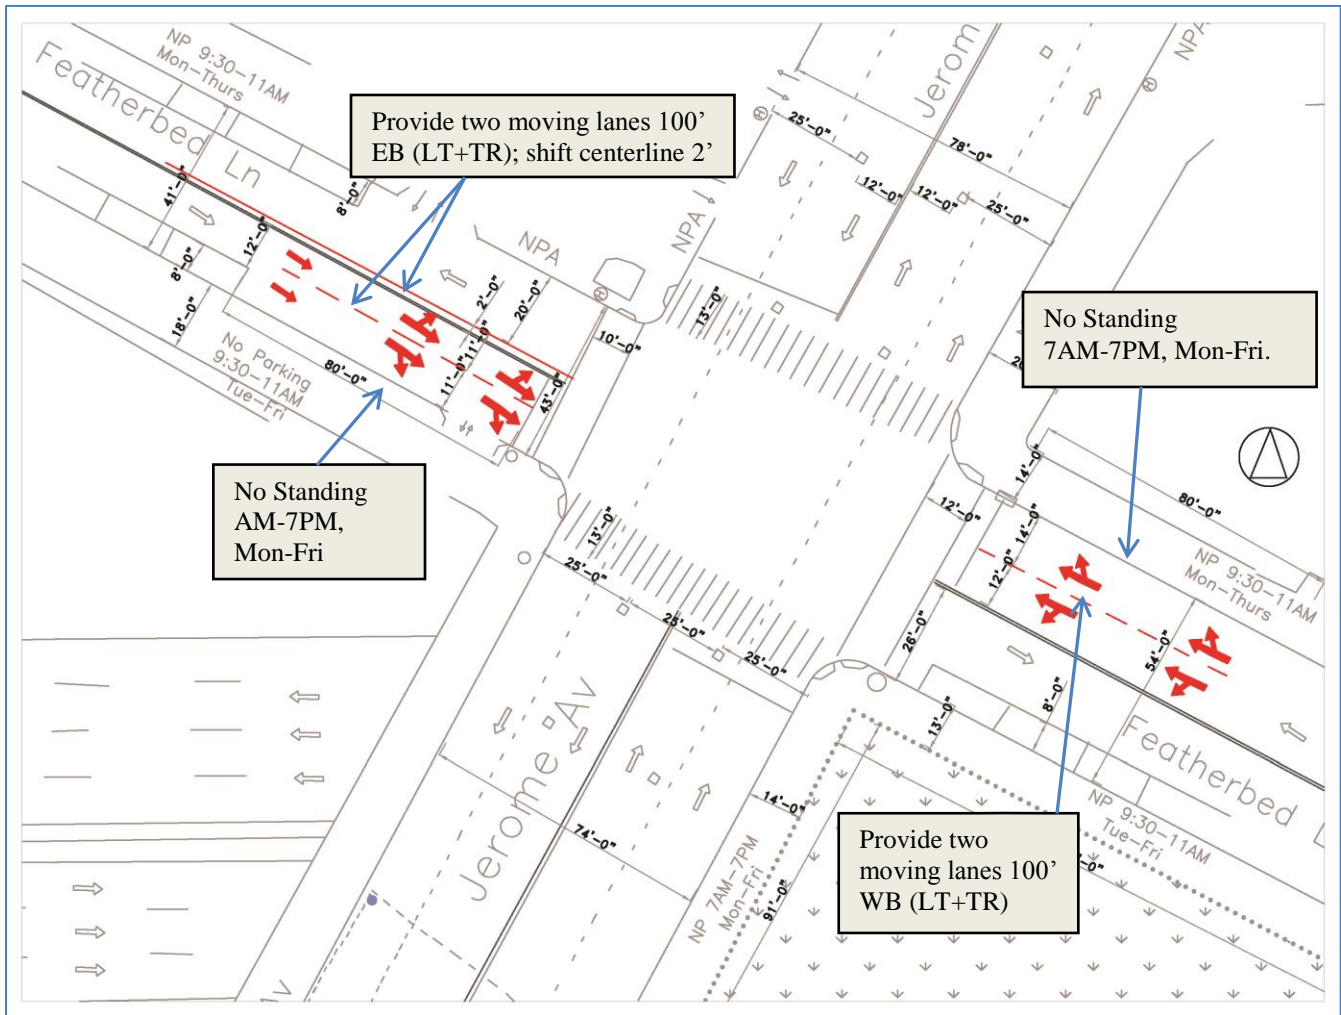 NP 9:30-11AM
Mon-Thurs
Featherbed Ln
Provide two moving lanes 100’
EB (LT+TR); shift centerline 2’
Jerom
NPA
25'-0"
78'-0"
12'-0"
12'-0"
25'-0"
41'-0"
8'-0"
12'-0"
8'-0"
18'-0"
NPA
NPA
2'-0"
20'-0"
11'-0"
11'-0"
13'-0"
10'-0"
43'-0"
80'-0"
No Parking
9:30-11AM
Tue-Fri
No Standing
7AM-7PM, Mon-Fri.
No Standing
AM-7PM,
Mon-Fri
14'-0"
80'-0"
12'-0"
14'-0"
12'-0"
NP 9:30-11AM
Mon-Thurs
13'-0"
25'-0"
25'-0"
25'-0"
26'-0"
54'-0"
8'-0"
13'-0"
Featherbed
Jerome Av
74'-0"
14'-0"
NP 7AM-7PM
Mon-Fri
91'-0"
NP 9:30-11AM
Tue-Fri
Provide two
moving lanes 100’
WB (LT+TR)
Av